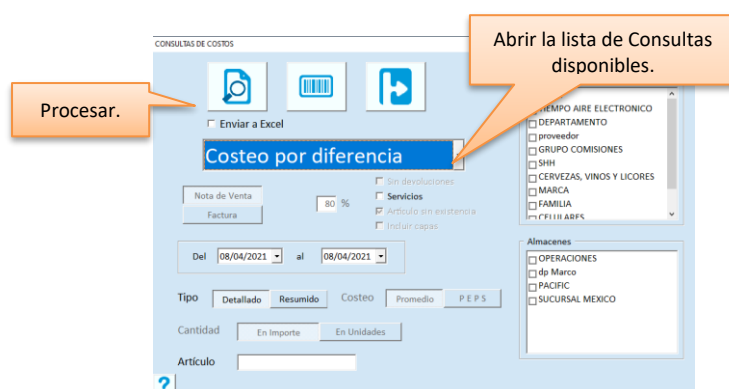 CONSULTAS DE COSTOS
Abrir la lista de Consultas
disponibles.
Procesar.
Enviar a Excel
Costeo por diferencia
Nota de Venta
Factura
80 %
Sin devoluciones
Servicios
Artículo sin existencia
Incluir capas
Del 08/04/2021 al 08/04/2021
Tipo Detallado Resumido Costeo Promedio P E P S
Cantidad En Importe En Unidades
Artículo
?
TIEMPO AIRE ELECTRONICO
DEPARTAMENTO
proveedor
GRUPO COMISIONES
SHH
CERVEZAS, VINOS Y LICORES
MARCA
FAMILIA
CELULARES
Almacenes
OPERACIONES
dp Marco
PACIFIC
SUCURSAL MEXICO